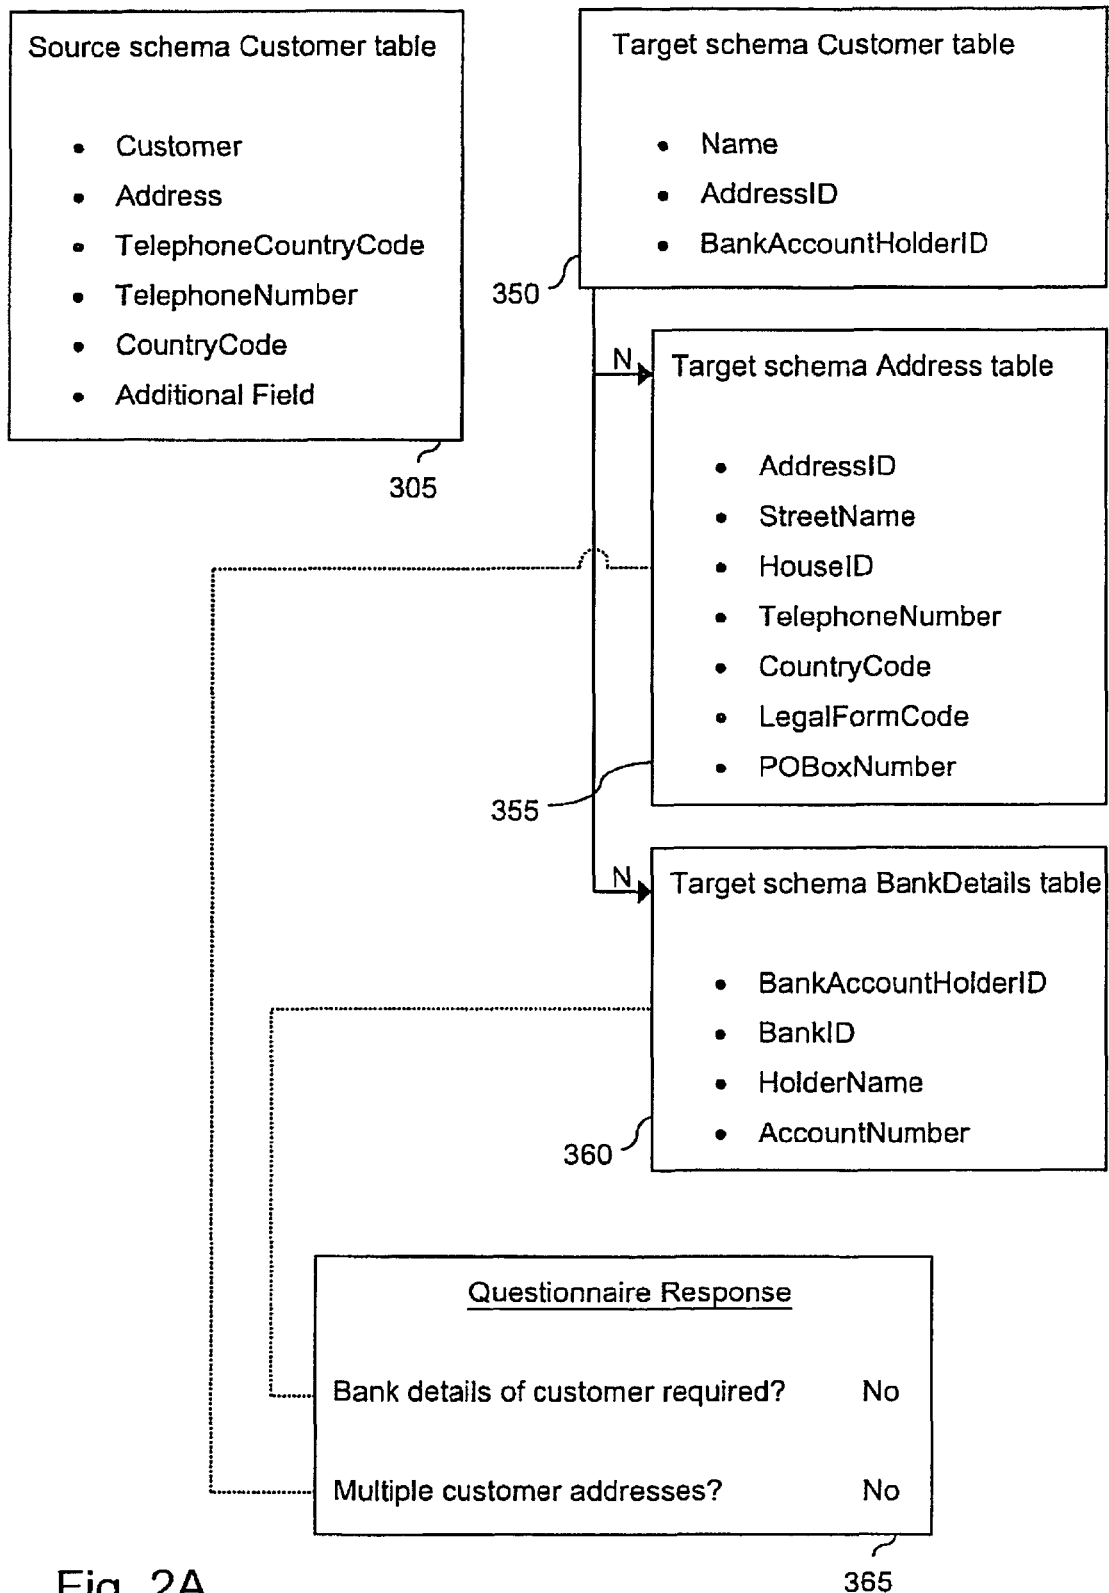 Source schema Customer table
• Customer
• Address
• TelephoneCountryCode
• TelephoneNumber
• CountryCode
• Additional Field
305
Target schema Customer table
• Name
• AddressID
• BankAccountHolderID
350
N
Target schema Address table
• AddressID
• StreetName
• HouseID
• TelephoneNumber
• CountryCode
• LegalFormCode
• POBoxNumber
355
N
Target schema BankDetails table
• BankAccountHolderID
• BankID
• HolderName
• AccountNumber
360
Questionnaire Response
Bank details of customer required? No
Multiple customer addresses? No
365
Fig. 2A